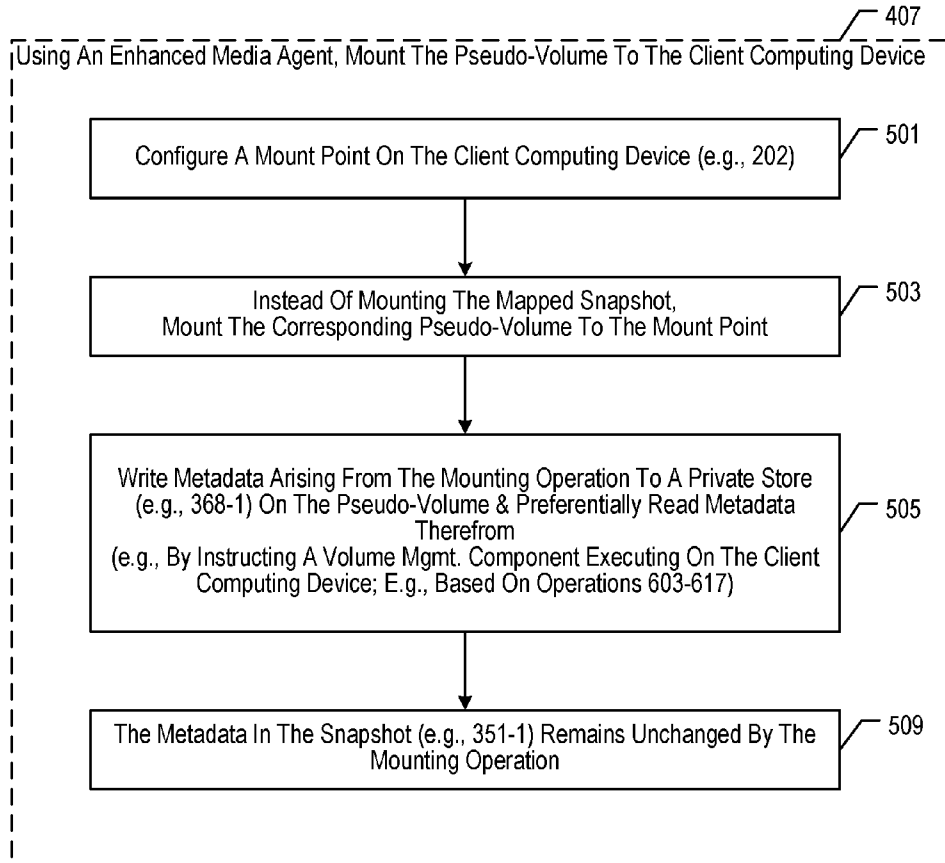 407
Using An Enhanced Media Agent, Mount The Pseudo-Volume To The Client Computing Device
501
Configure A Mount Point On The Client Computing Device (e.g., 202)
503
Instead Of Mounting The Mapped Snapshot,
Mount The Corresponding Pseudo-Volume To The Mount Point
Write Metadata Arising From The Mounting Operation To A Private Store
(e.g., 368-1) On The Pseudo-Volume & Preferentially Read Metadata
Therefrom
505
(e.g., By Instructing A Volume Mgmt. Component Executing On The Client
Computing Device; E.g., Based On Operations 603-617)
509
The Metadata In The Snapshot (e.g., 351-1) Remains Unchanged By The
Mounting Operation